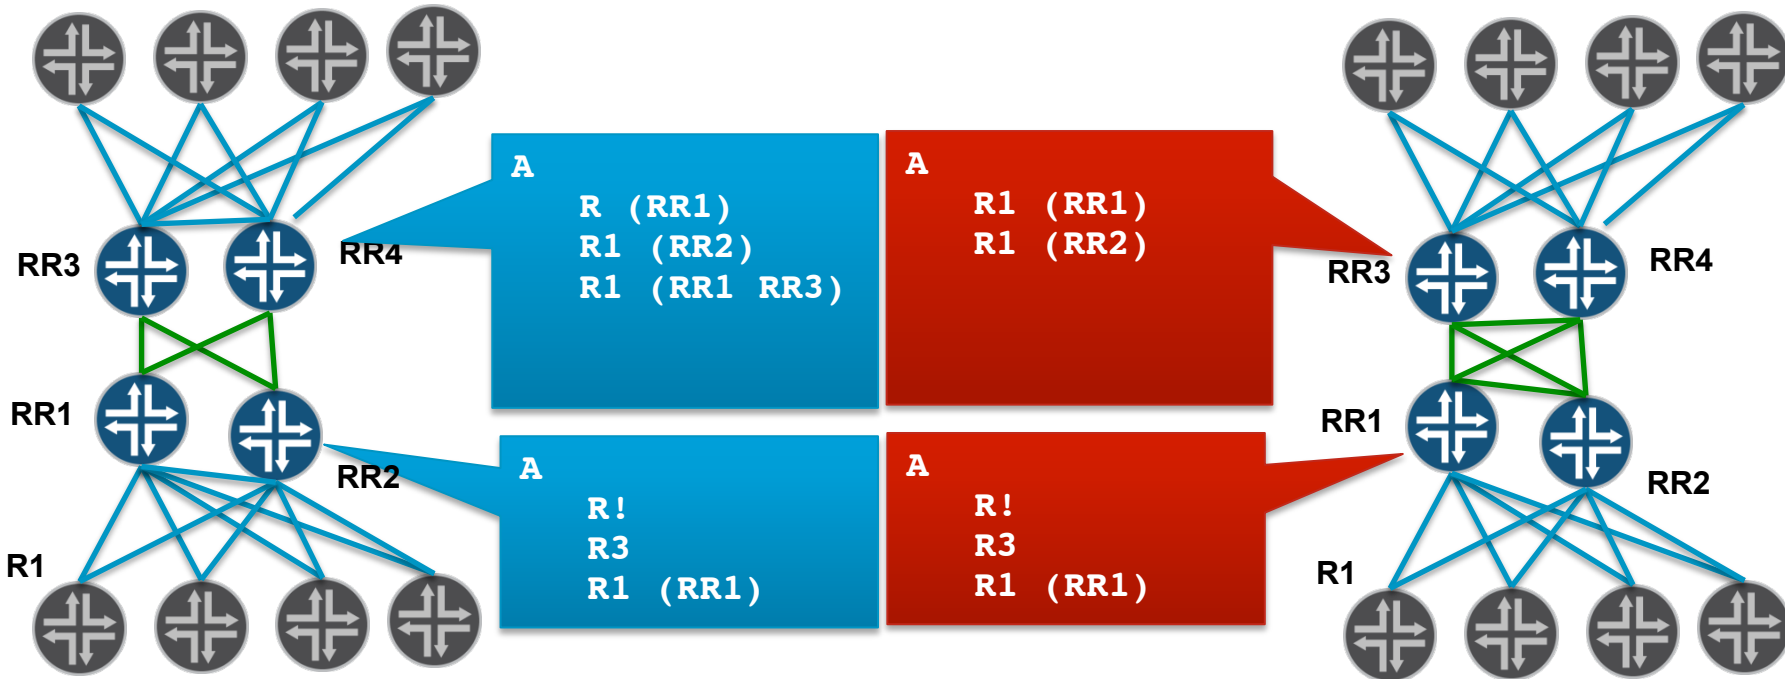 RR3
RR4
RR1
RR2
R1
A
R (RR1)
R1 (RR2)
R1 (RR1 RR3)
A
R!
R3
R1 (RR1)
A
R1 (RR1)
R1 (RR2)
A
R!
R3
R1 (RR1)
RR3
RR4
RR1
RR2
R1